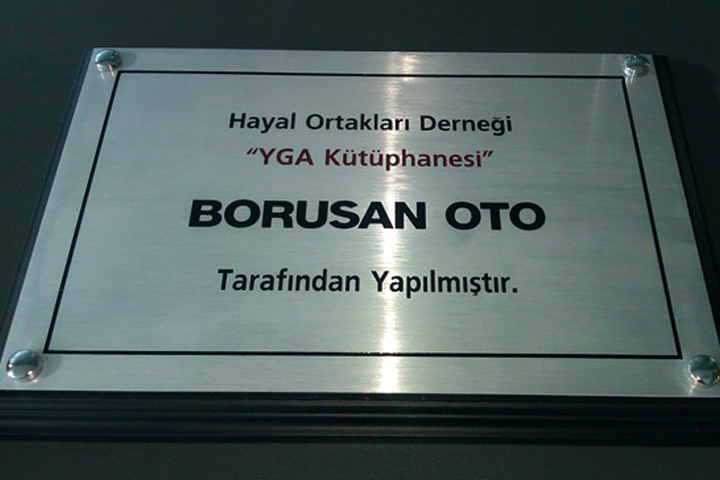 Hayal Ortakları Derneği
“YGA Kütüphanesi”
BORUSAN OTO
Tarafından Yapılmıştır.